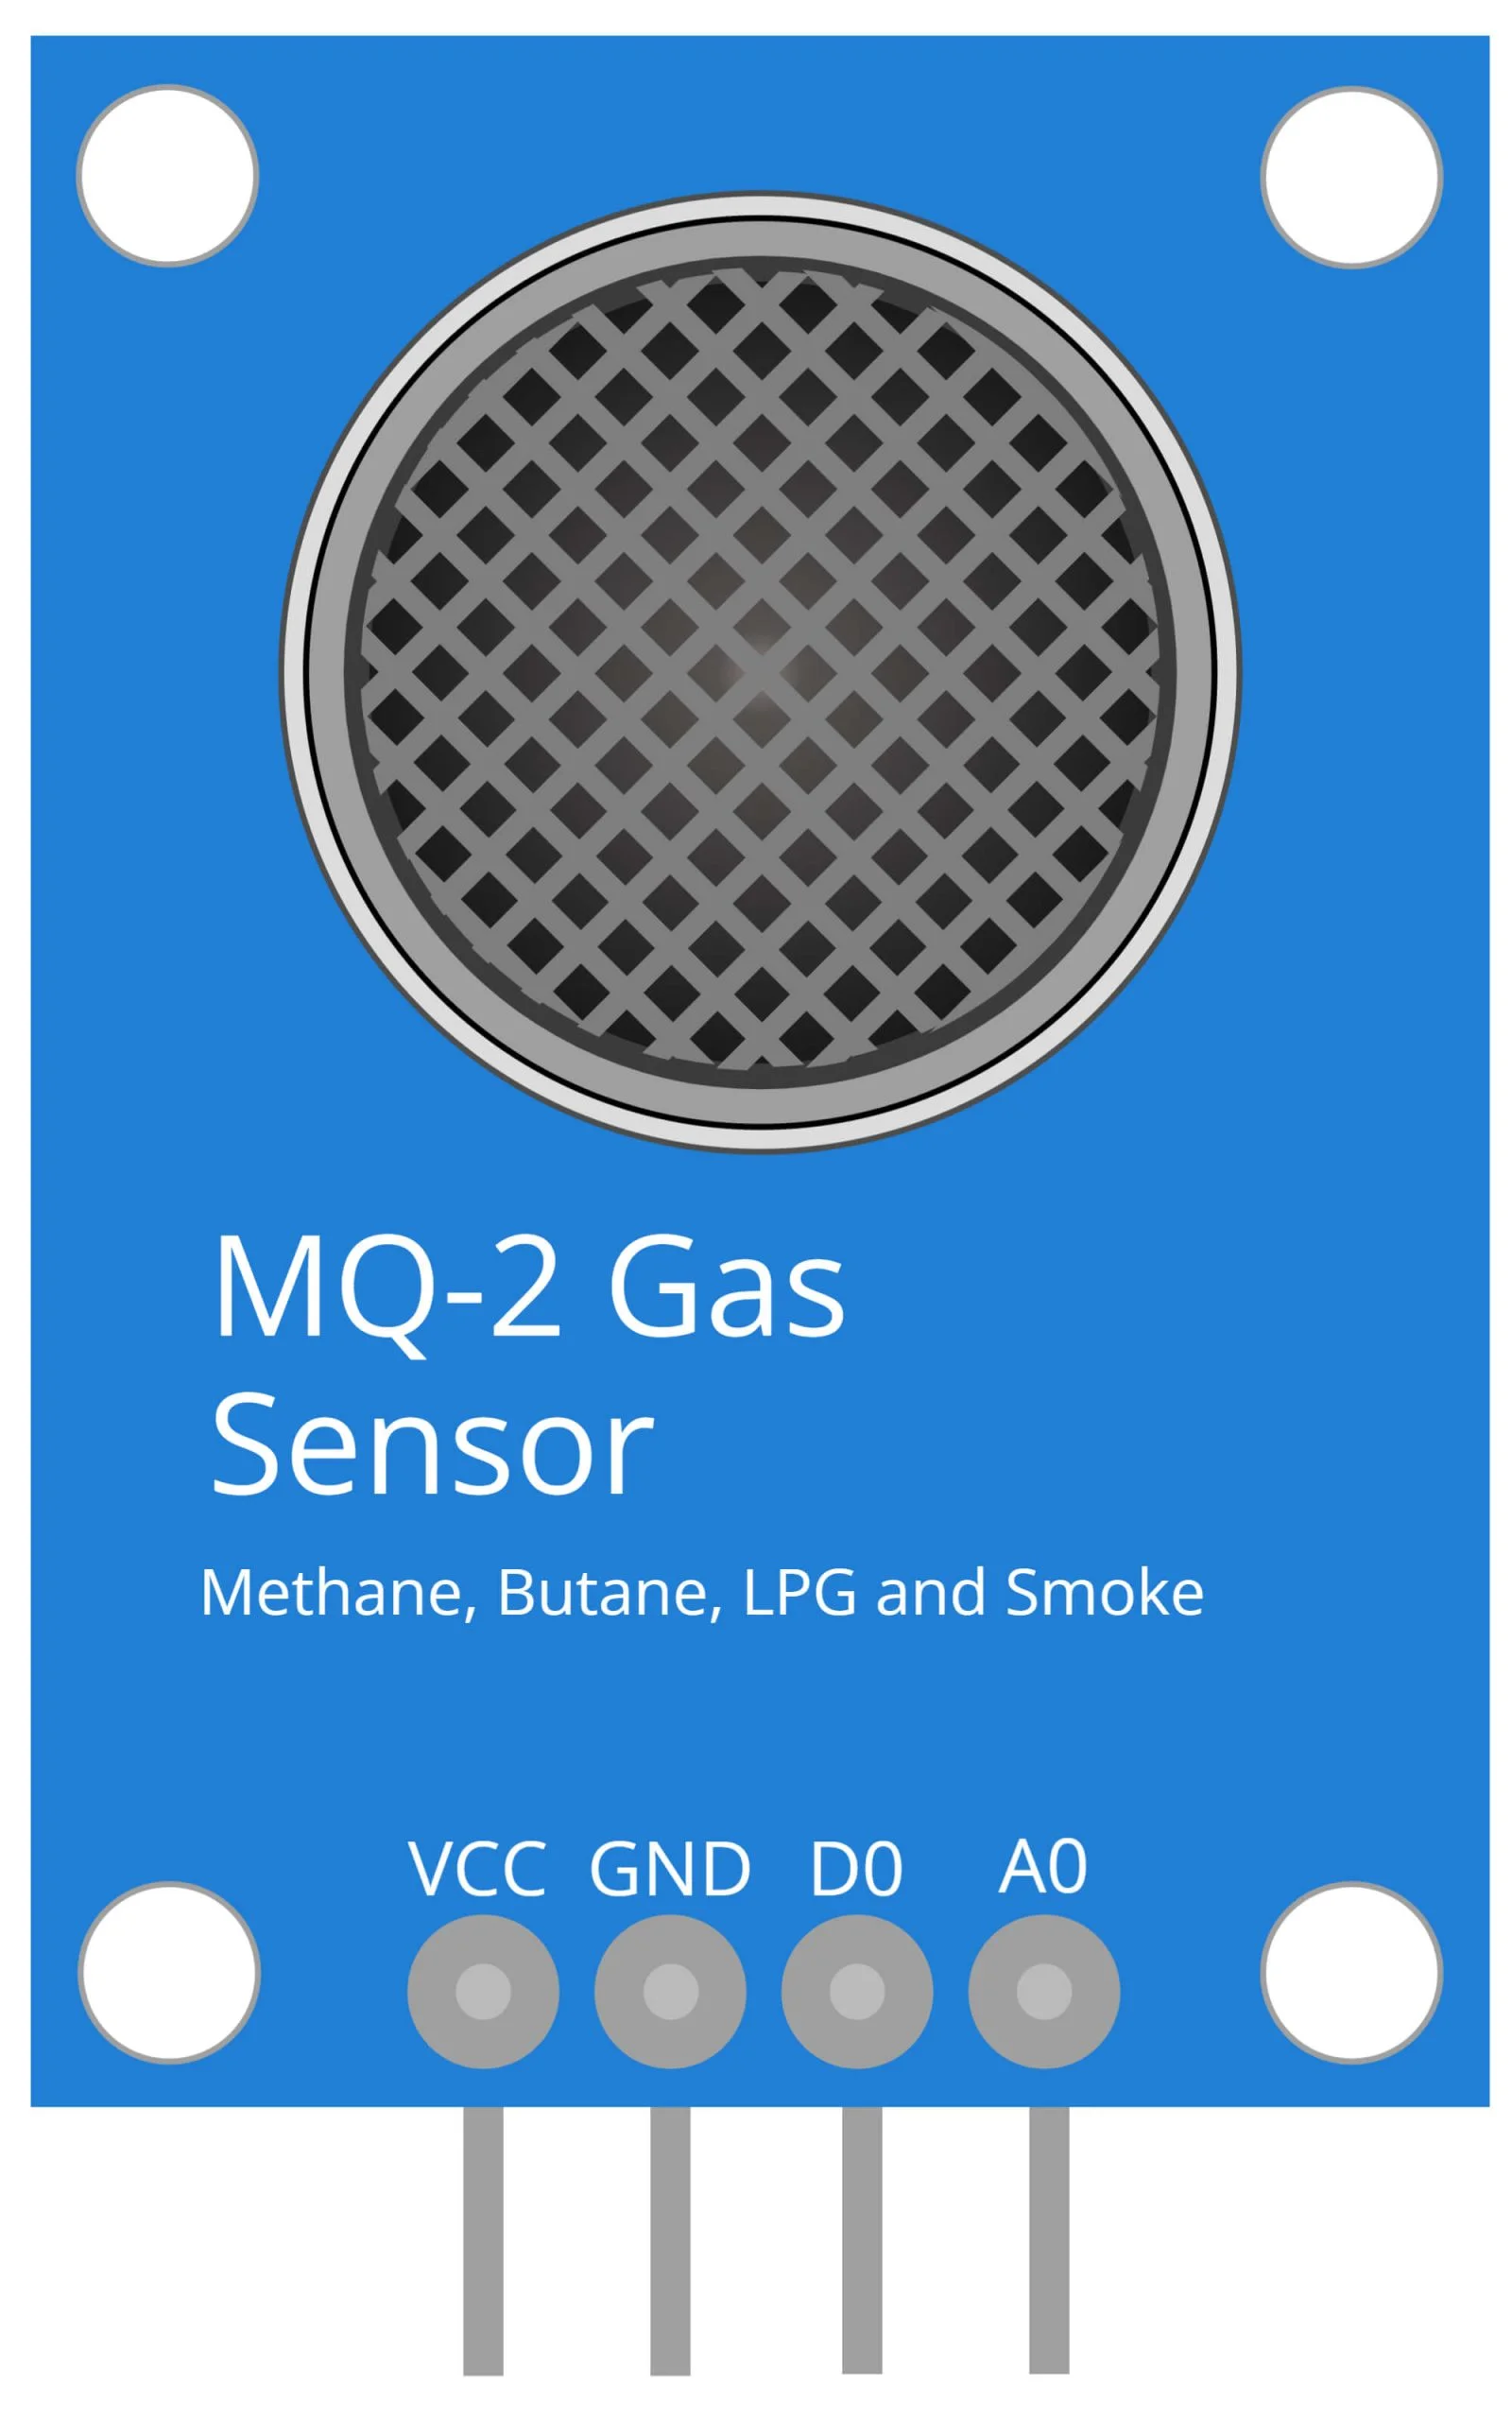 MQ-2 Gas
Sensor
Methane, Butane, LPG and Smoke
VCC GND D0 A0